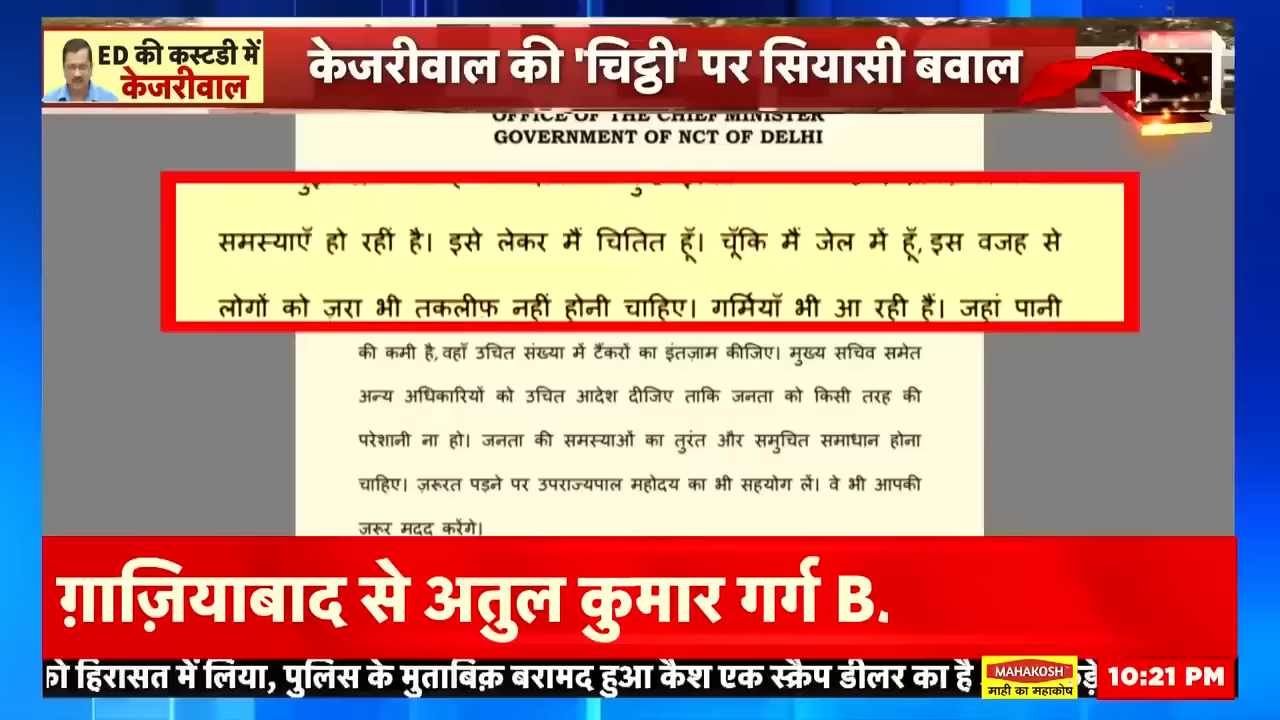 ED की कस्टडी में
केजरीवाल
केजरीवाल की 'चिट्ठी' पर सियासी बवाल
OFFICE OF THE CHIEF MINISTER
GOVERNMENT OF NCT OF DELHI
समस्याएँ हो रहीं है। इसे लेकर मैं चिंतित हूँ। चूँकि मैं जेल में हूँ, इस वजह से
लोगों को ज़रा भी तकलीफ़ नहीं होनी चाहिए। गर्मियाँ भी आ रही हैं। जहां पानी
की कमी है, वहाँ उचित संख्या में टैंकरों का इंतज़ाम कीजिए। मुख्य सचिव समेत
अन्य अधिकारियों को उचित आदेश दीजिए ताकि जनता को किसी तरह की
परेशानी ना हो। जनता की समस्याओं का तुरंत और समुचित समाधान होना
चाहिए। ज़रूरत पड़ने पर उपराज्यपाल महोदय का भी सहयोग लें। वे भी आपकी
ज़रूर मदद करेंगे।
ग़ाज़ियाबाद से अतुल कुमार गर्ग B.
को हिरासत में लिया, पुलिस के मुताबिक़ बरामद हुआ कैश एक स्क्रैप डीलर का है
MAHAKOSH
माही का महाकोष
10:21 PM